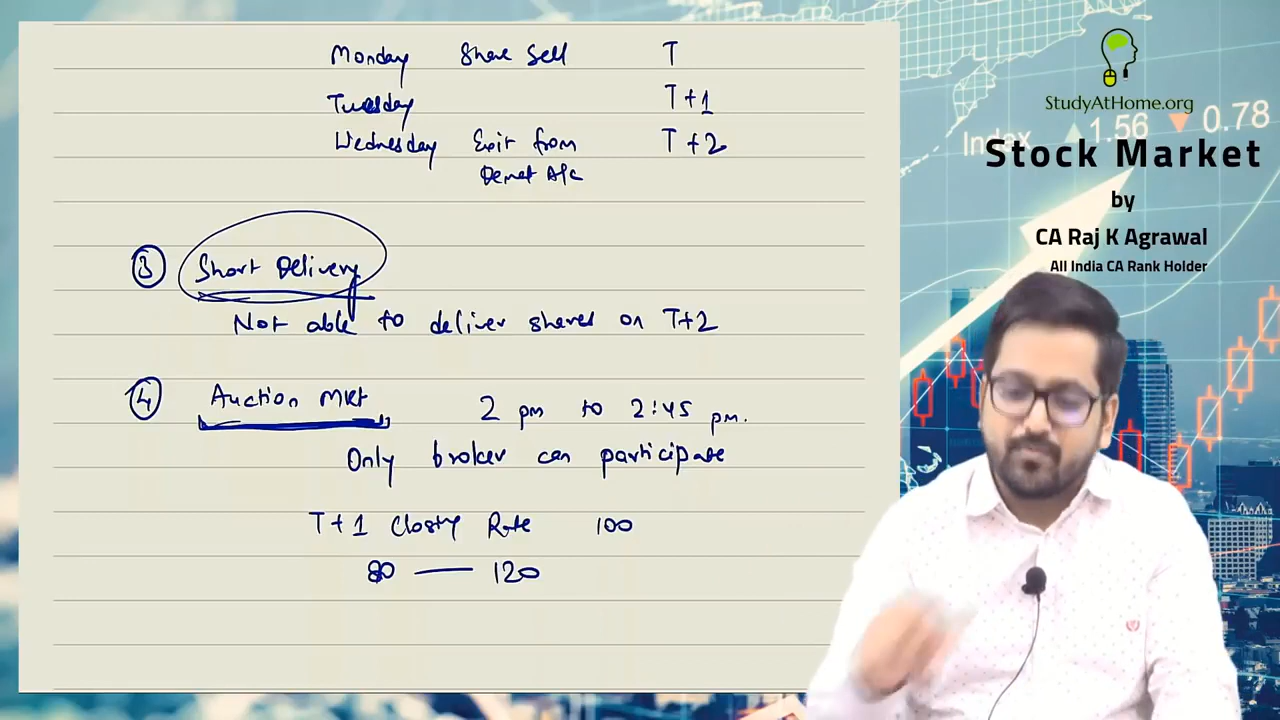 Monday Share Sell T
Tuesday T+1
Wednesday Exit from T+2
Demat A/c
3 Short Delivery
Not able to deliver shares on T+2
4 Auction Mkt 2 pm to 2:45 pm.
Only broker can participate
T+1 Closing Rate 100
80 — 120
StudyAtHome.org
Index 1.56 0.78
Stock Market
by
CA Raj K Agrawal
All India CA Rank Holder